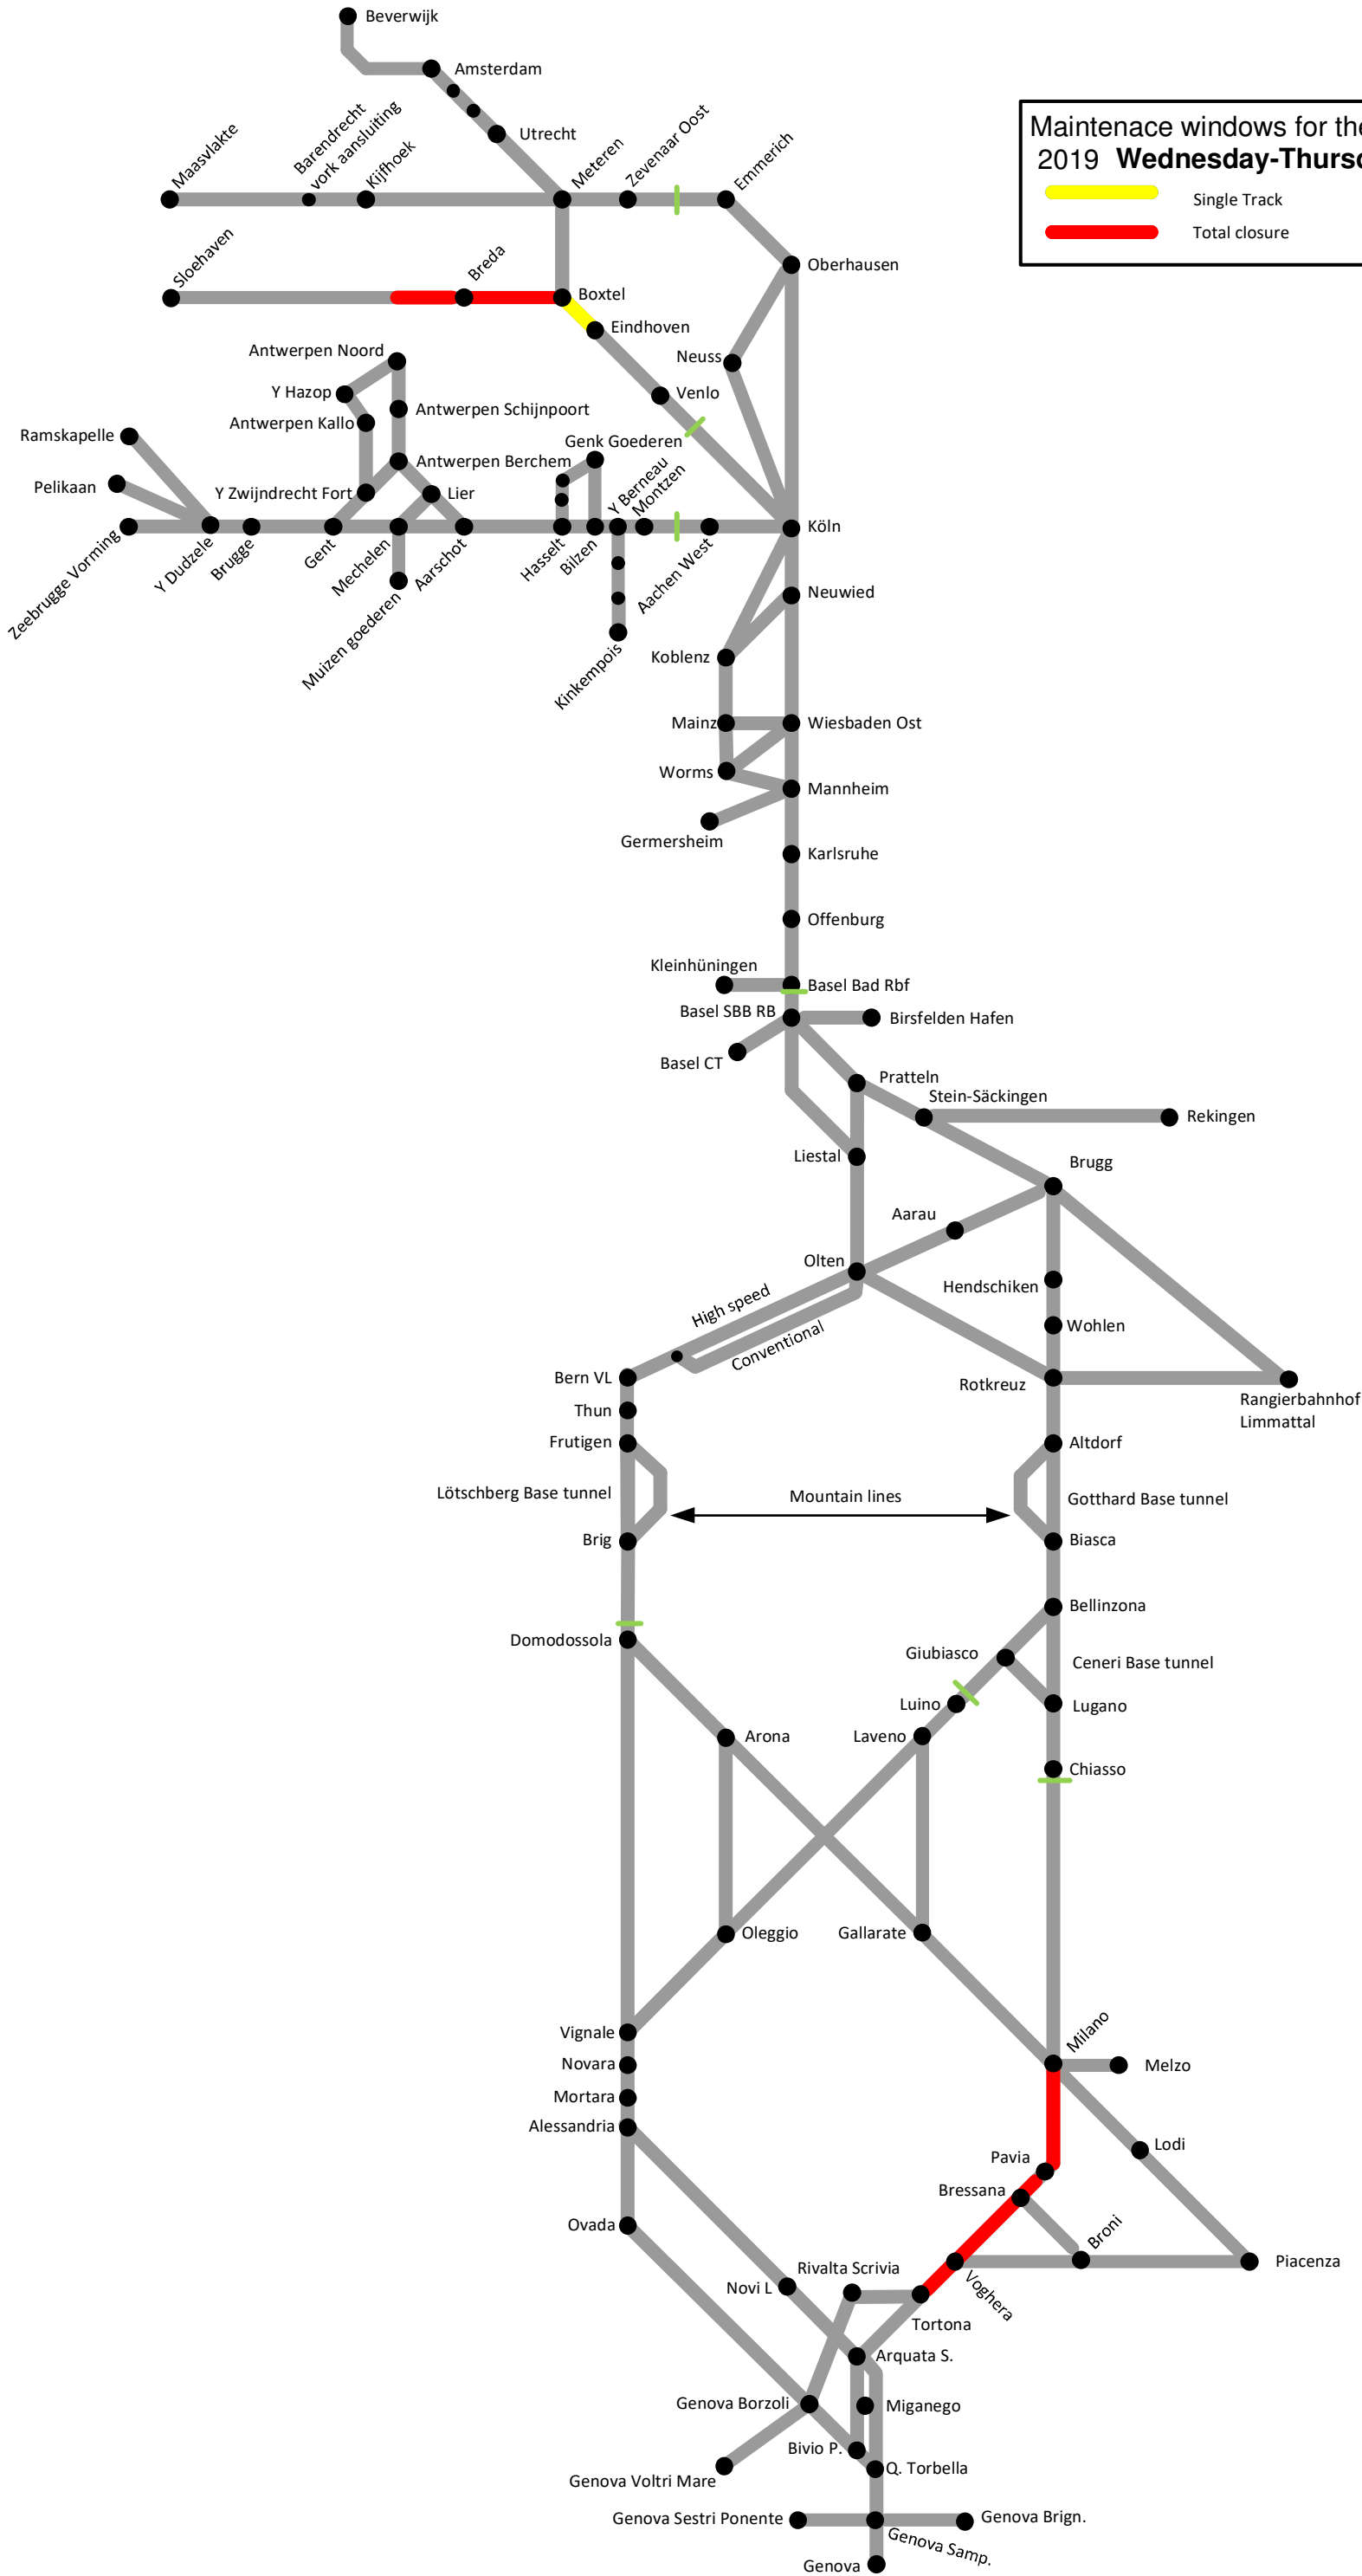 Beverwijk
Amsterdam
Utrecht
Maasvlakte
Barendrecht
vork aansluiting
Kijfhoek
Meteren
Zevenaar Oost
Emmerich
Maintenace windows for the
2019 Wednesday-Thursd
Single Track
Total closure
Oberhausen
Sloehaven
Breda
Boxtel
Eindhoven
Neuss
Venlo
Antwerpen Noord
Y Hazop
Antwerpen Schijnpoort
Antwerpen Kallo
Ramskapelle
Genk Goederen
Antwerpen Berchem
Pelikaan
Y Zwijndrecht Fort
Lier
Y Berneau
Montzen
Köln
Zeebrugge Vorming
Y Dudzele
Brugge
Gent
Mechelen
Muizen goederen
Aarschot
Hasselt
Bilzen
Kinkempois
Aachen West
Neuwied
Koblenz
Mainz
Wiesbaden Ost
Worms
Mannheim
Germersheim
Karlsruhe
Offenburg
Kleinhüningen
Basel Bad Rbf
Basel SBB RB
Birsfelden Hafen
Basel CT
Pratteln
Stein-Säckingen
Rekingen
Liestal
Brugg
Aarau
Olten
Hendschiken
High speed
Conventional
Wohlen
Bern VL
Rotkreuz
Rangierbahnhof
Limmattal
Thun
Frutigen
Altdorf
Lötschberg Base tunnel
Mountain lines
Gotthard Base tunnel
Brig
Biasca
Bellinzona
Domodossola
Giubiasco
Ceneri Base tunnel
Luino
Lugano
Arona
Laveno
Chiasso
Oleggio
Gallarate
Vignale
Milano
Novara
Melzo
Mortara
Alessandria
Lodi
Pavia
Bressana
Ovada
Broni
Rivalta Scrivia
Piacenza
Novi L
Voghera
Tortona
Arquata S.
Genova Borzoli
Miganego
Bivio P.
Q. Torbella
Genova Voltri Mare
Genova Sestri Ponente
Genova Brign.
Genova Samp.
Genova